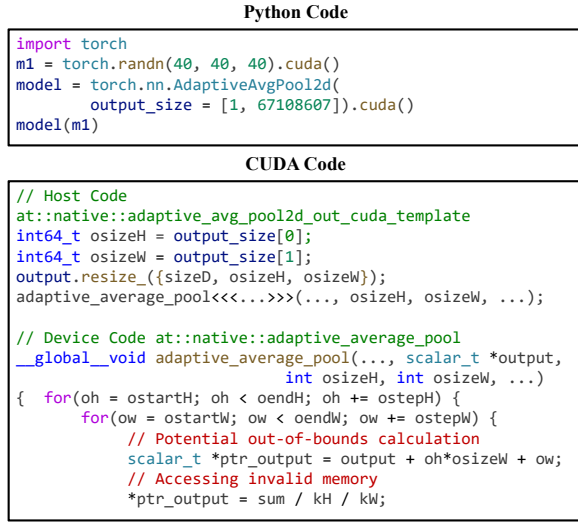 Python Code
import torch
m1 = torch.randn(40, 40, 40).cuda()
model = torch.nn.AdaptiveAvgPool2d(
        output_size = [1, 67108607]).cuda()
model(m1)
CUDA Code
// Host Code
at::native::adaptive_avg_pool2d_out_cuda_template
int64_t osizeH = output_size[0];
int64_t osizeW = output_size[1];
output.resize_({sizeD, osizeH, osizeW});
adaptive_average_pool<<<...>>>(..., osizeH, osizeW, ...);
// Device Code at::native::adaptive_average_pool
__global__void adaptive_average_pool(..., scalar_t *output,
                            int osizeH, int osizeW, ...)
{  for(oh = ostartH; oh < oendH; oh += ostepH) {
       for(ow = ostartW; ow < oendW; ow += ostepW) {
            // Potential out-of-bounds calculation
            scalar_t *ptr_output = output + oh*osizeW + ow;
            // Accessing invalid memory
            *ptr_output = sum / kH / kW;